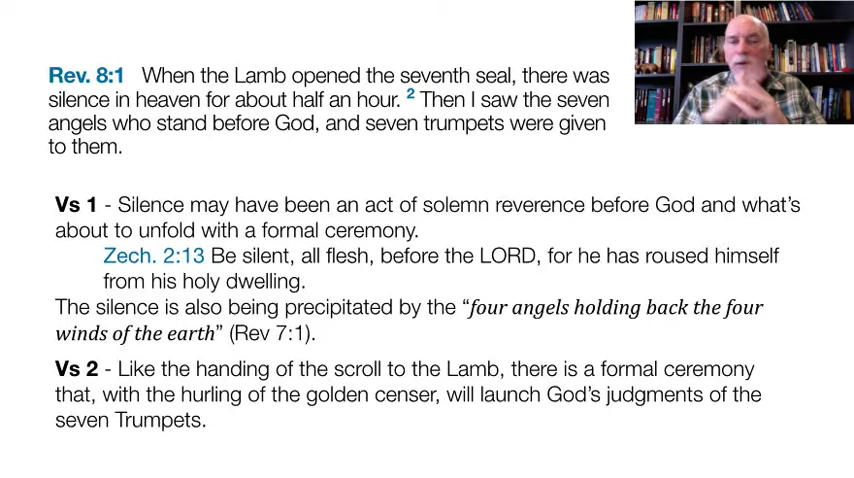 Rev. 8:1 When the Lamb opened the seventh seal, there was
silence in heaven for about half an hour. 2 Then I saw the seven
angels who stand before God, and seven trumpets were given
to them.
Vs 1 - Silence may have been an act of solemn reverence before God and what’s
about to unfold with a formal ceremony.
Zech. 2:13 Be silent, all flesh, before the LORD, for he has roused himself
from his holy dwelling.
The silence is also being precipitated by the “four angels holding back the four
winds of the earth” (Rev 7:1).
Vs 2 - Like the handing of the scroll to the Lamb, there is a formal ceremony
that, with the hurling of the golden censer, will launch God’s judgments of the
seven Trumpets.